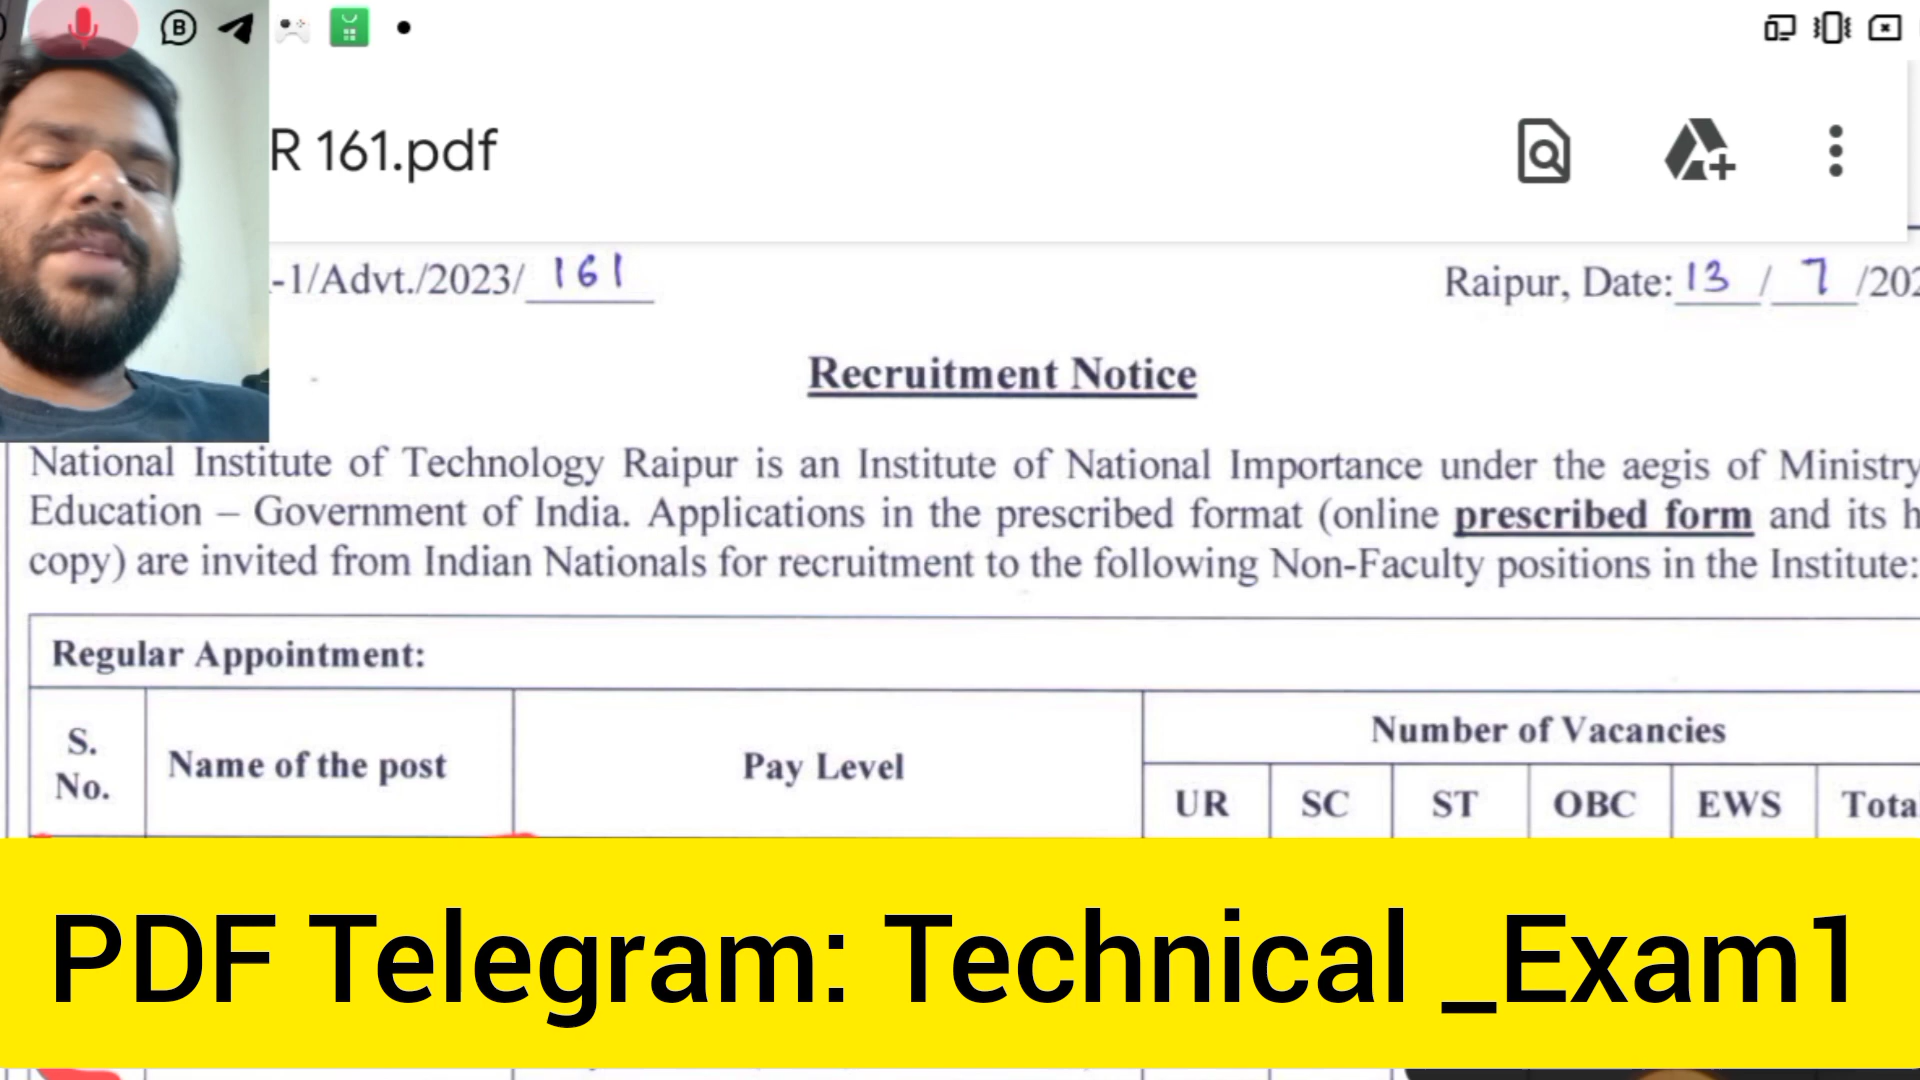 R 161.pdf
-1/Advt./2023/ 161
Raipur, Date: 13 / 7 /202
Recruitment Notice
National Institute of Technology Raipur is an Institute of National Importance under the aegis of Ministry
Education – Government of India. Applications in the prescribed format (online prescribed form and its h
copy) are invited from Indian Nationals for recruitment to the following Non-Faculty positions in the Institute:
Regular Appointment:
S. No.
Name of the post
Pay Level
Number of Vacancies
UR SC ST OBC EWS Tota
PDF Telegram: Technical _Exam1